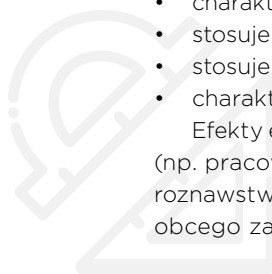 • charakt
• stosuje
• stosuje
• charakt
Efekty
(np. praco
roznawstw
obcego za